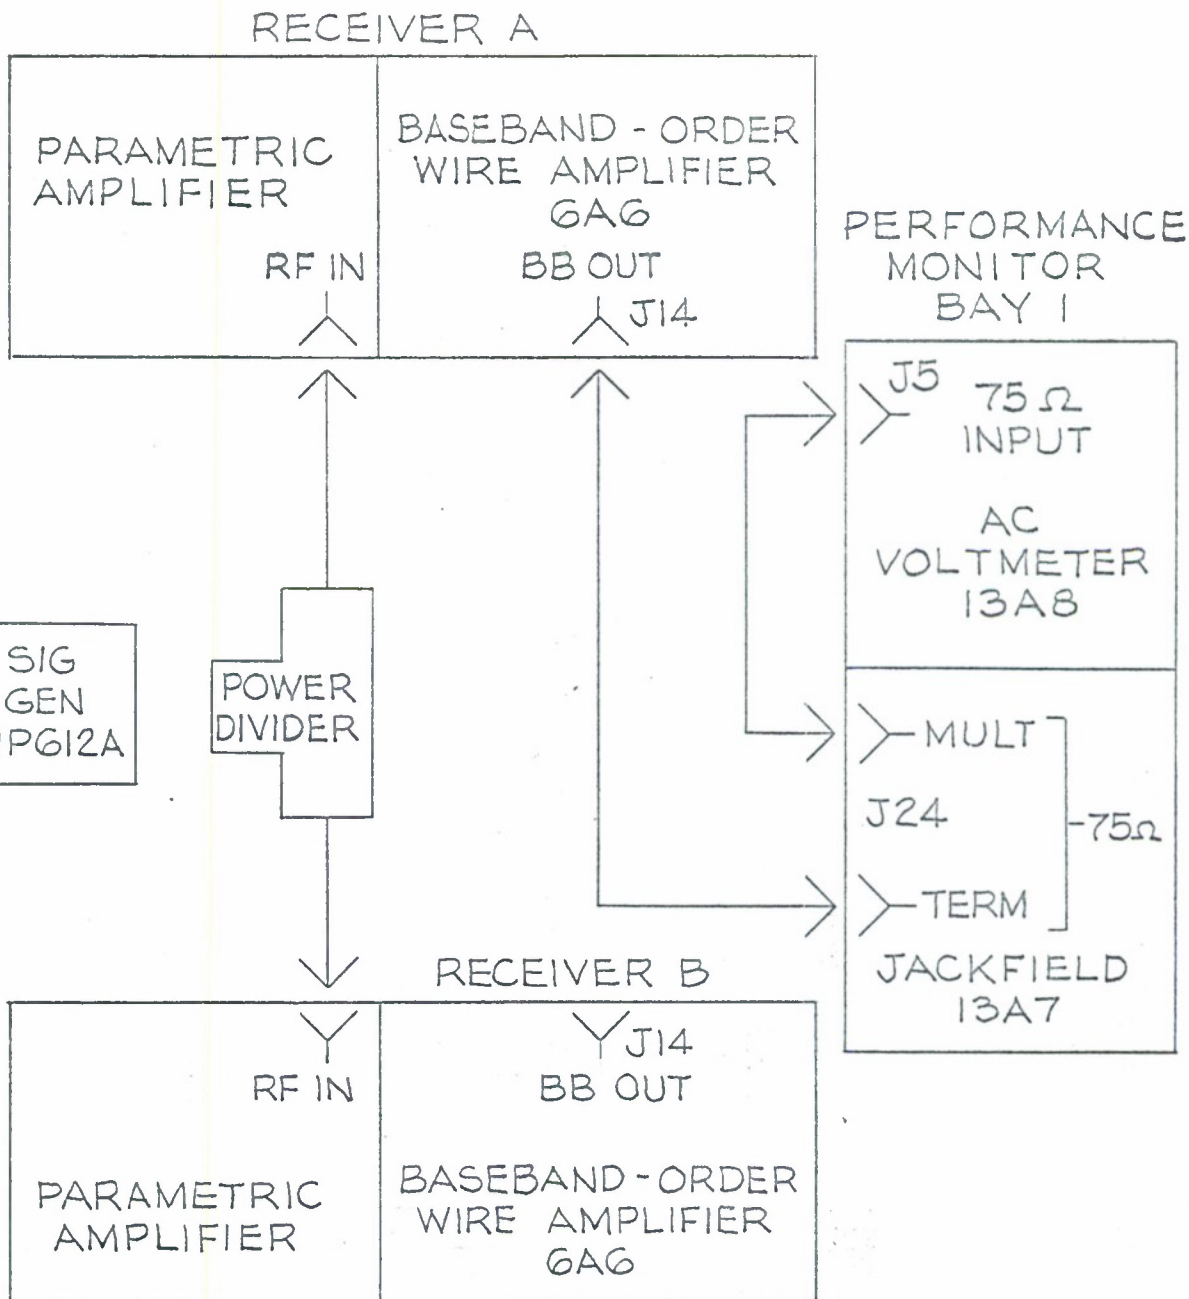 RECEIVER A
PARAMETRIC
AMPLIFIER
RF IN
BASEBAND - ORDER
WIRE AMPLIFIER
6A6
BB OUT
J14
PERFORMANCE
MONITOR
BAY 1
J5
75 Ω
INPUT
AC
VOLTMETER
13A8
SIG
GEN
P612A
POWER
DIVIDER
MULT
J24
75Ω
TERM
JACKFIELD
13A7
RECEIVER B
RF IN
J14
BB OUT
PARAMETRIC
AMPLIFIER
BASEBAND - ORDER
WIRE AMPLIFIER
6A6